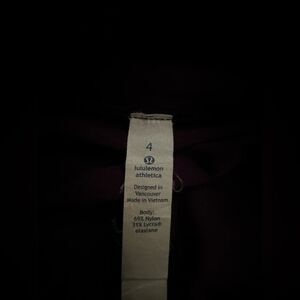 4
lululemon
athletica
Designed in
Vancouver
Made in Vietnam
Body:
69% Nylon
31% Lycra®
elastane